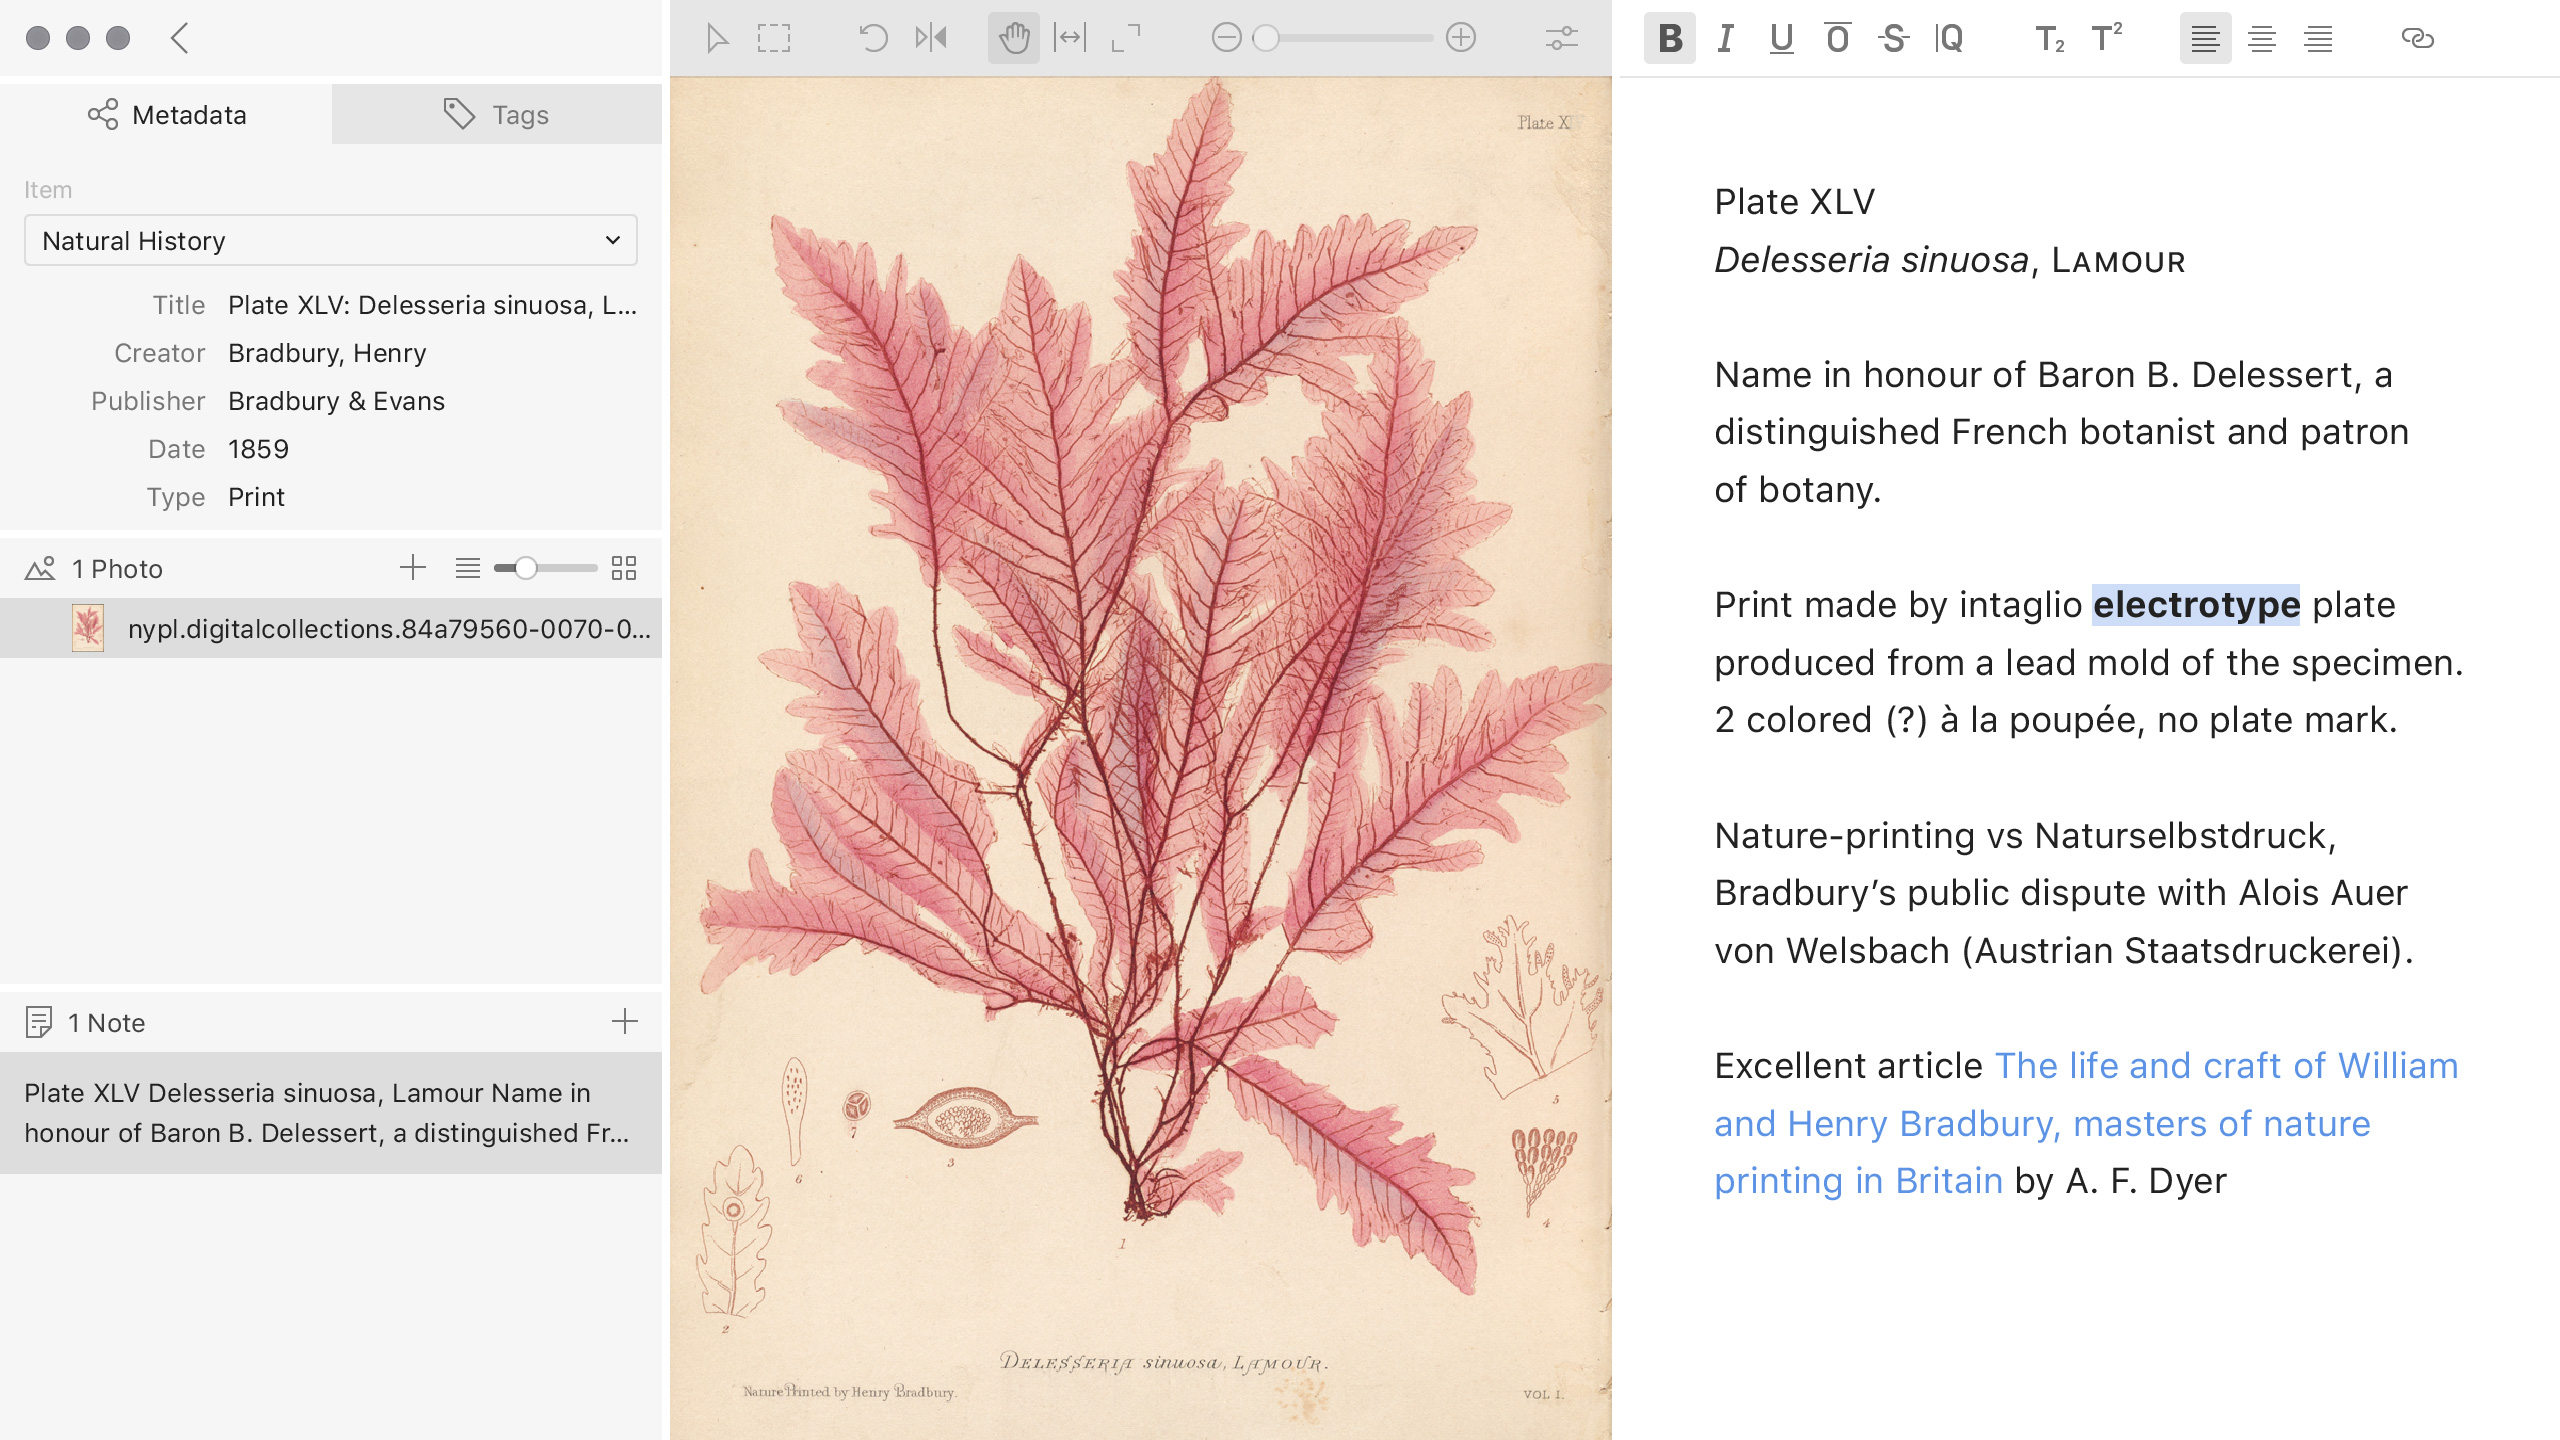 Metadata
Tags
Item
Natural History
Title Plate XLV: Delesseria sinuosa, L...
Creator Bradbury, Henry
Publisher Bradbury & Evans
Date 1859
Type Print
1 Photo
nypl.digitalcollections.84a79560-0070-0...
1 Note
Plate XLV Delesseria sinuosa, Lamour Name in
honour of Baron B. Delessert, a distinguished Fr...
Plate X
5
7
3
6
4
1
2
DELESSERIA sinuosa, LAMOUR.
Nature Printed by Henry Bradbury.
VOL 1.
B I U O S Q T2 T2
Plate XLV
Delesseria sinuosa, LAMOUR
Name in honour of Baron B. Delessert, a
distinguished French botanist and patron
of botany.
Print made by intaglio electrotype plate
produced from a lead mold of the specimen.
2 colored (?) à la poupée, no plate mark.
Nature-printing vs Naturselbstdruck,
Bradbury’s public dispute with Alois Auer
von Welsbach (Austrian Staatsdruckerei).
Excellent article The life and craft of William
and Henry Bradbury, masters of nature
printing in Britain by A. F. Dyer